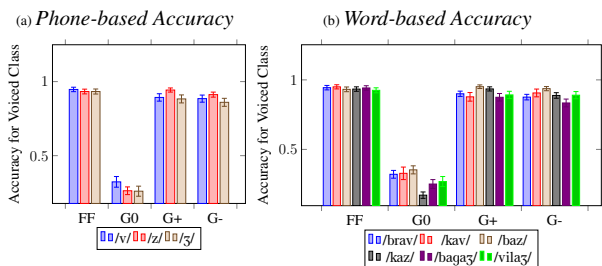 (a) Phone-based Accuracy
Accuracy for Voiced Class
1
0.5
FF G0 G+ G-
/v/ /z/ /ʒ/
(b) Word-based Accuracy
Accuracy for Voiced Class
1
0.5
FF G0 G+ G-
/brav/ /kav/ /baz/
/kaz/ /bagaʒ/ /vilaʒ/